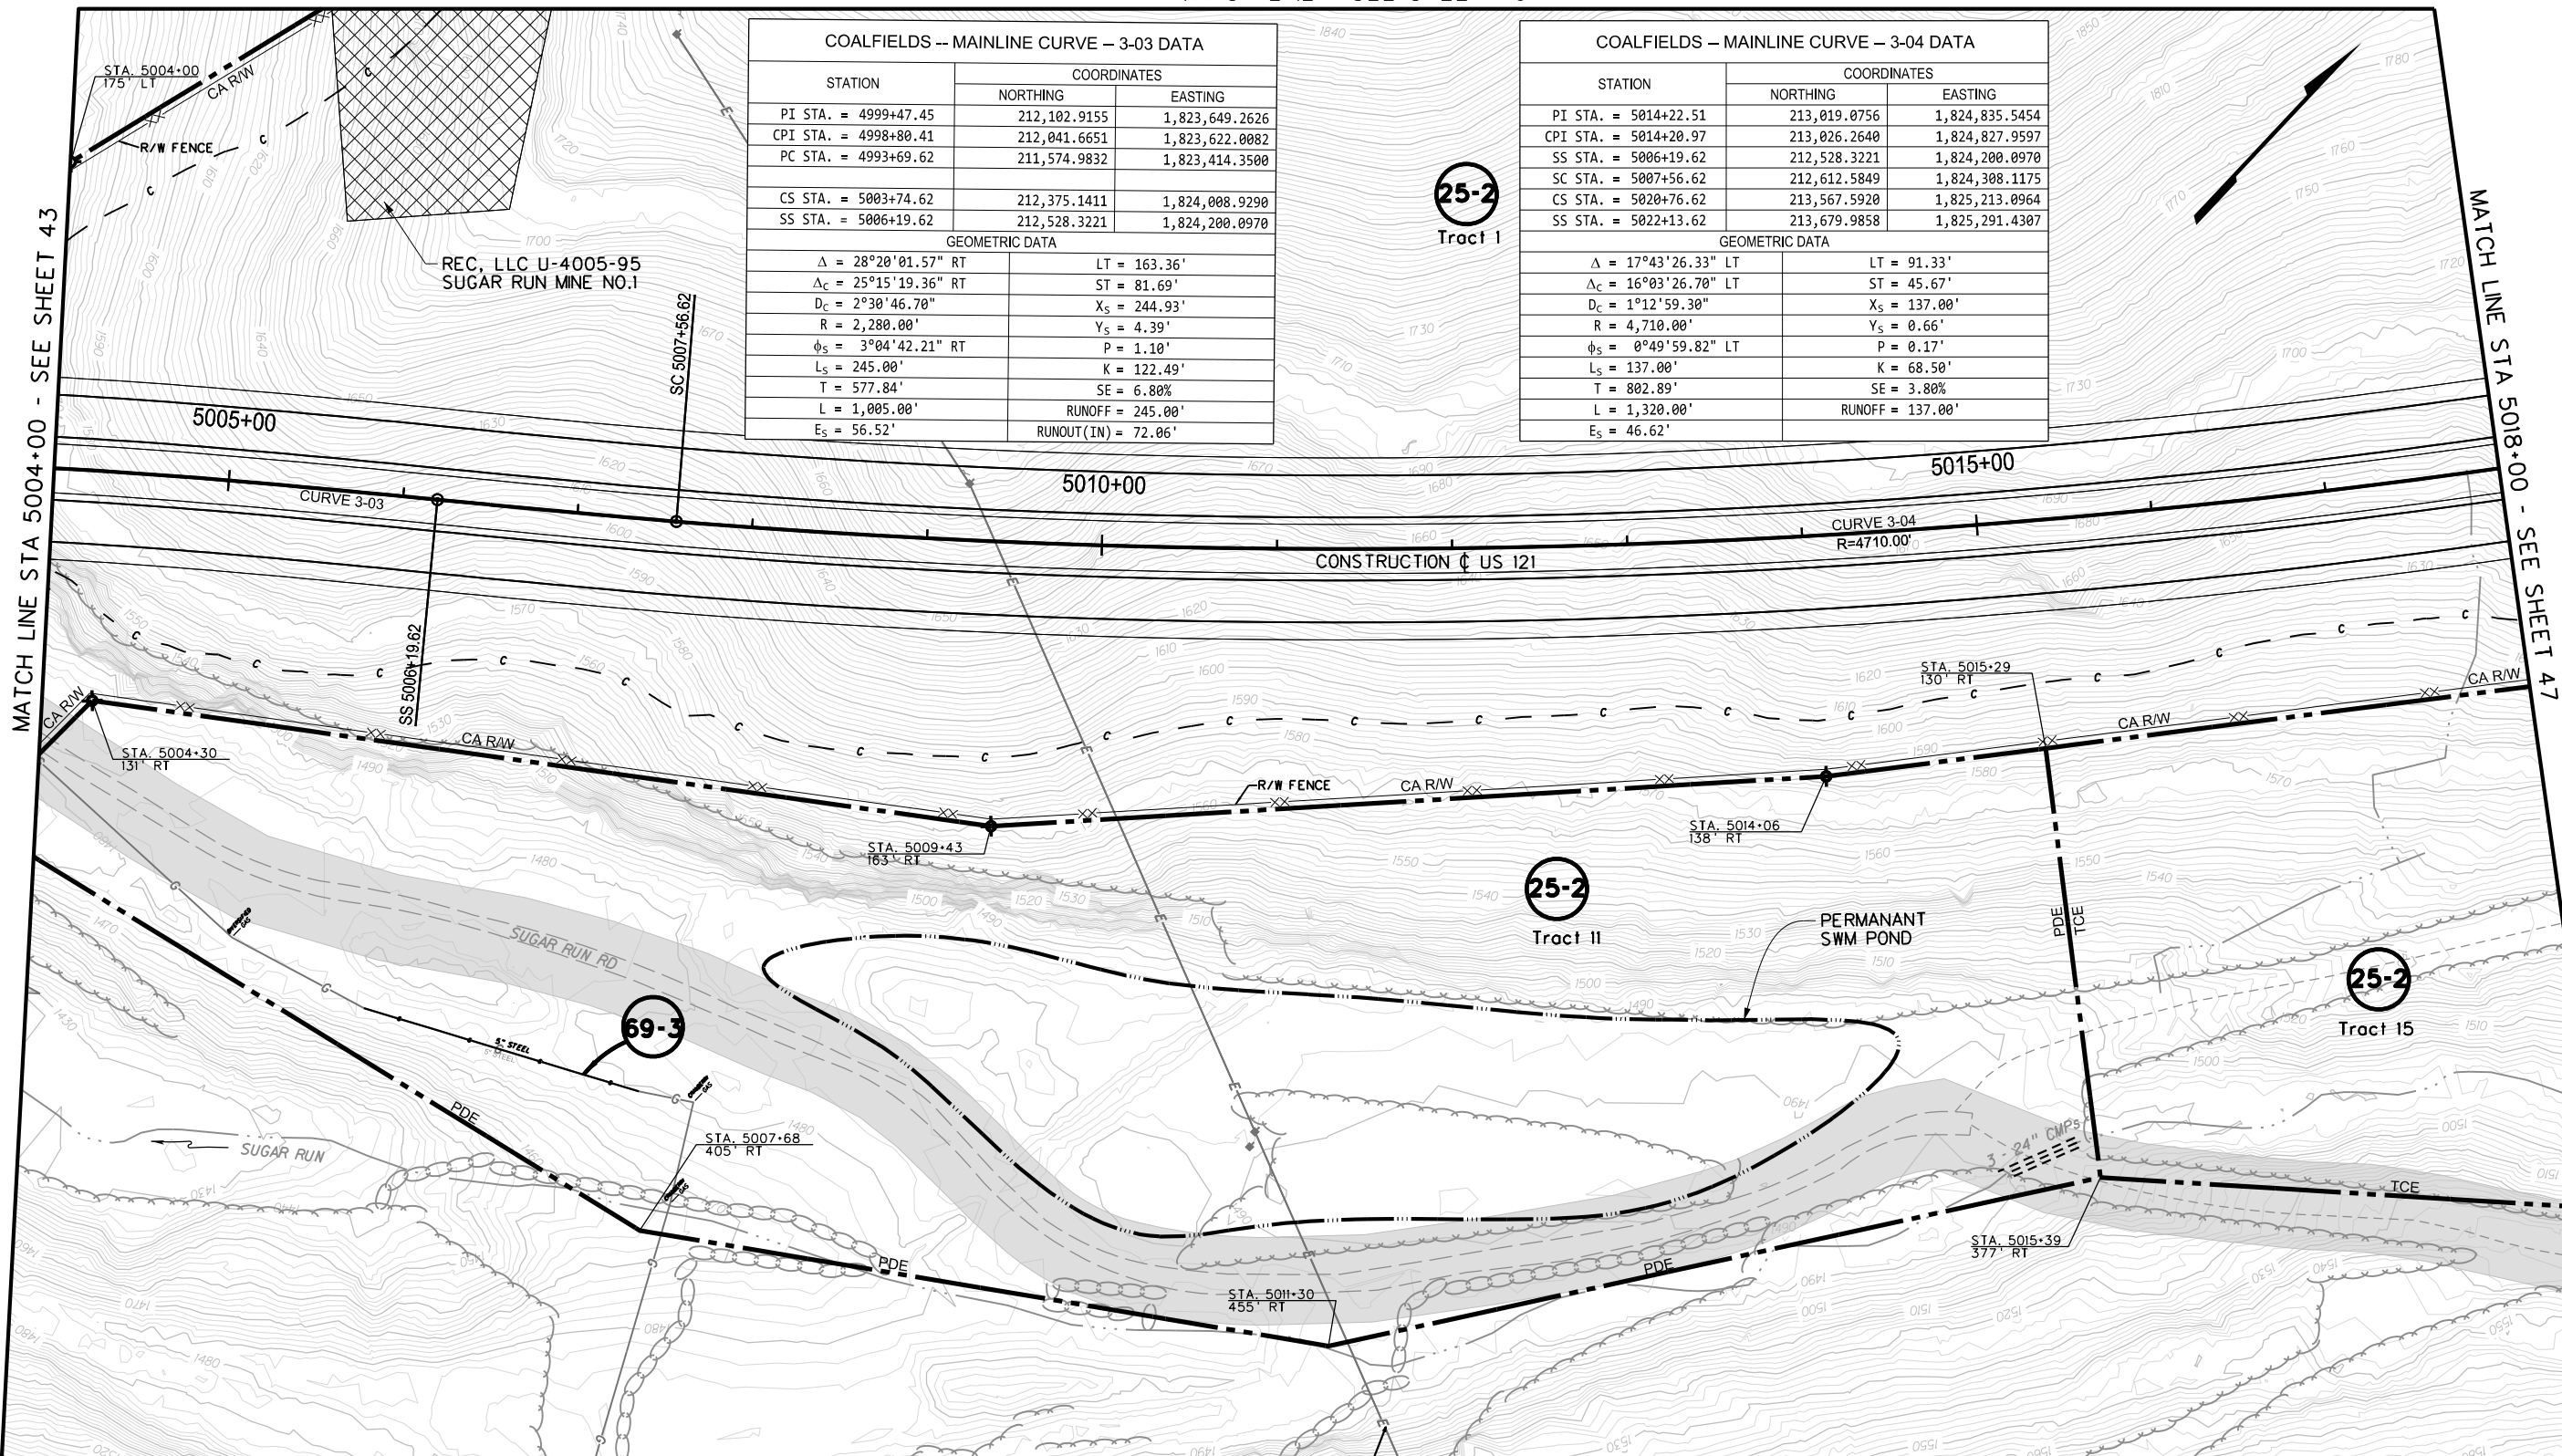 STA. 5004+00
175' LT
CA R/W
R/W FENCE
C
C
C
C
REC, LLC U-4005-95
SUGAR RUN MINE NO.1
MATCH LINE STA 5004+00 - SEE SHEET 43
COALFIELDS -- MAINLINE CURVE – 3-03 DATA
STATION COORDINATES
NORTHING EASTING
PI STA. = 4999+47.45 212,102.9155 1,823,649.2626
CPI STA. = 4998+80.41 212,041.6651 1,823,622.0082
PC STA. = 4993+69.62 211,574.9832 1,823,414.3500
CS STA. = 5003+74.62 212,375.1411 1,824,008.9290
SS STA. = 5006+19.62 212,528.3221 1,824,200.0970
GEOMETRIC DATA
Δ = 28°20'01.57" RT LT = 163.36'
ΔC = 25°15'19.36" RT ST = 81.69'
DC = 2°30'46.70" XS = 244.93'
R = 2,280.00' YS = 4.39'
ϕS = 3°04'42.21" RT P = 1.10'
LS = 245.00' K = 122.49'
T = 577.84' SE = 6.80%
L = 1,005.00' RUNOFF = 245.00'
ES = 56.52' RUNOUT(IN) = 72.06'
25-2
Tract 1
COALFIELDS – MAINLINE CURVE – 3-04 DATA
STATION COORDINATES
NORTHING EASTING
PI STA. = 5014+22.51 213,019.0756 1,824,835.5454
CPI STA. = 5014+20.97 213,026.2640 1,824,827.9597
SS STA. = 5006+19.62 212,528.3221 1,824,200.0970
SC STA. = 5007+56.62 212,612.5849 1,824,308.1175
CS STA. = 5020+76.62 213,567.5920 1,825,213.0964
SS STA. = 5022+13.62 213,679.9858 1,825,291.4307
GEOMETRIC DATA
Δ = 17°43'26.33" LT LT = 91.33'
ΔC = 16°03'26.70" LT ST = 45.67'
DC = 1°12'59.30" XS = 137.00'
R = 4,710.00' YS = 0.66'
ϕS = 0°49'59.82" LT P = 0.17'
LS = 137.00' K = 68.50'
T = 802.89' SE = 3.80%
L = 1,320.00' RUNOFF = 137.00'
ES = 46.62'
MATCH LINE STA 5018+00 - SEE SHEET 47
SC 5007+56.62
5005+00
5010+00
5015+00
CURVE 3-03
CURVE 3-04
R=4710.00'
CONSTRUCTION ℄ US 121
SS 5006+19.62
STA. 5015+29
130' RT
CA R/W
CA R/W
CA R/W
CA R/W
CA R/W
STA. 5004+30
131' RT
R/W FENCE
STA. 5009+43
163' RT
STA. 5014+06
138' RT
25-2
Tract 11
PERMANANT
SWM POND
PDE
TCE
25-2
Tract 15
SUGAR RUN RD
69-3
5" STEEL
PDE
SUGAR RUN
STA. 5007+68
405' RT
3 - 24" CMPs
TCE
STA. 5015+39
377' RT
PDE
PDE
STA. 5011+30
455' RT